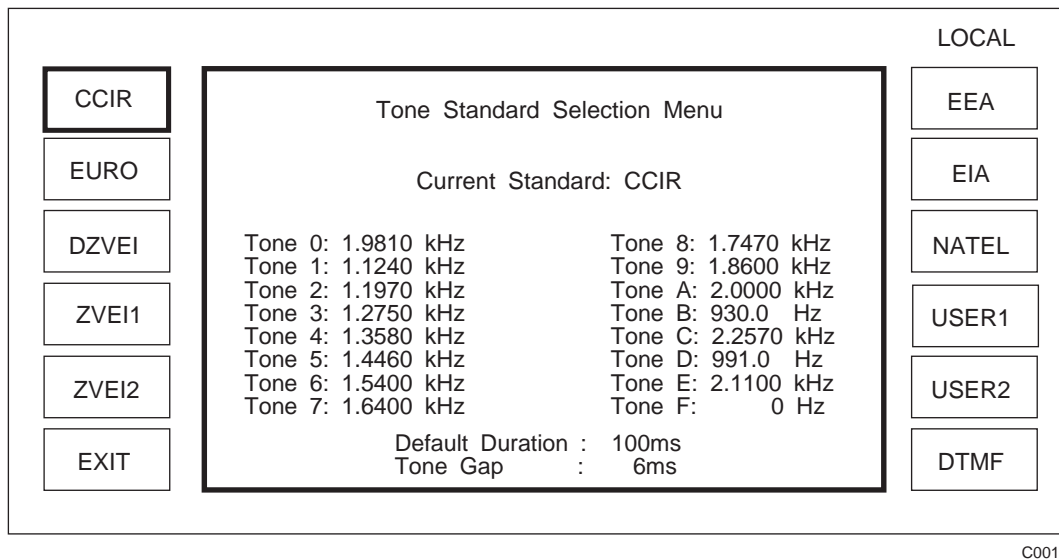 LOCAL
CCIR
EURO
DZVEI
ZVEI1
ZVEI2
EXIT
Tone Standard Selection Menu
Current Standard: CCIR
Tone 0: 1.9810 kHz
Tone 1: 1.1240 kHz
Tone 2: 1.1970 kHz
Tone 3: 1.2750 kHz
Tone 4: 1.3580 kHz
Tone 5: 1.4460 kHz
Tone 6: 1.5400 kHz
Tone 7: 1.6400 kHz
Tone 8: 1.7470 kHz
Tone 9: 1.8600 kHz
Tone A: 2.0000 kHz
Tone B: 930.0 Hz
Tone C: 2.2570 kHz
Tone D: 991.0 Hz
Tone E: 2.1100 kHz
Tone F: 0 Hz
Default Duration : 100ms
Tone Gap : 6ms
EEA
EIA
NATEL
USER1
USER2
DTMF
C001